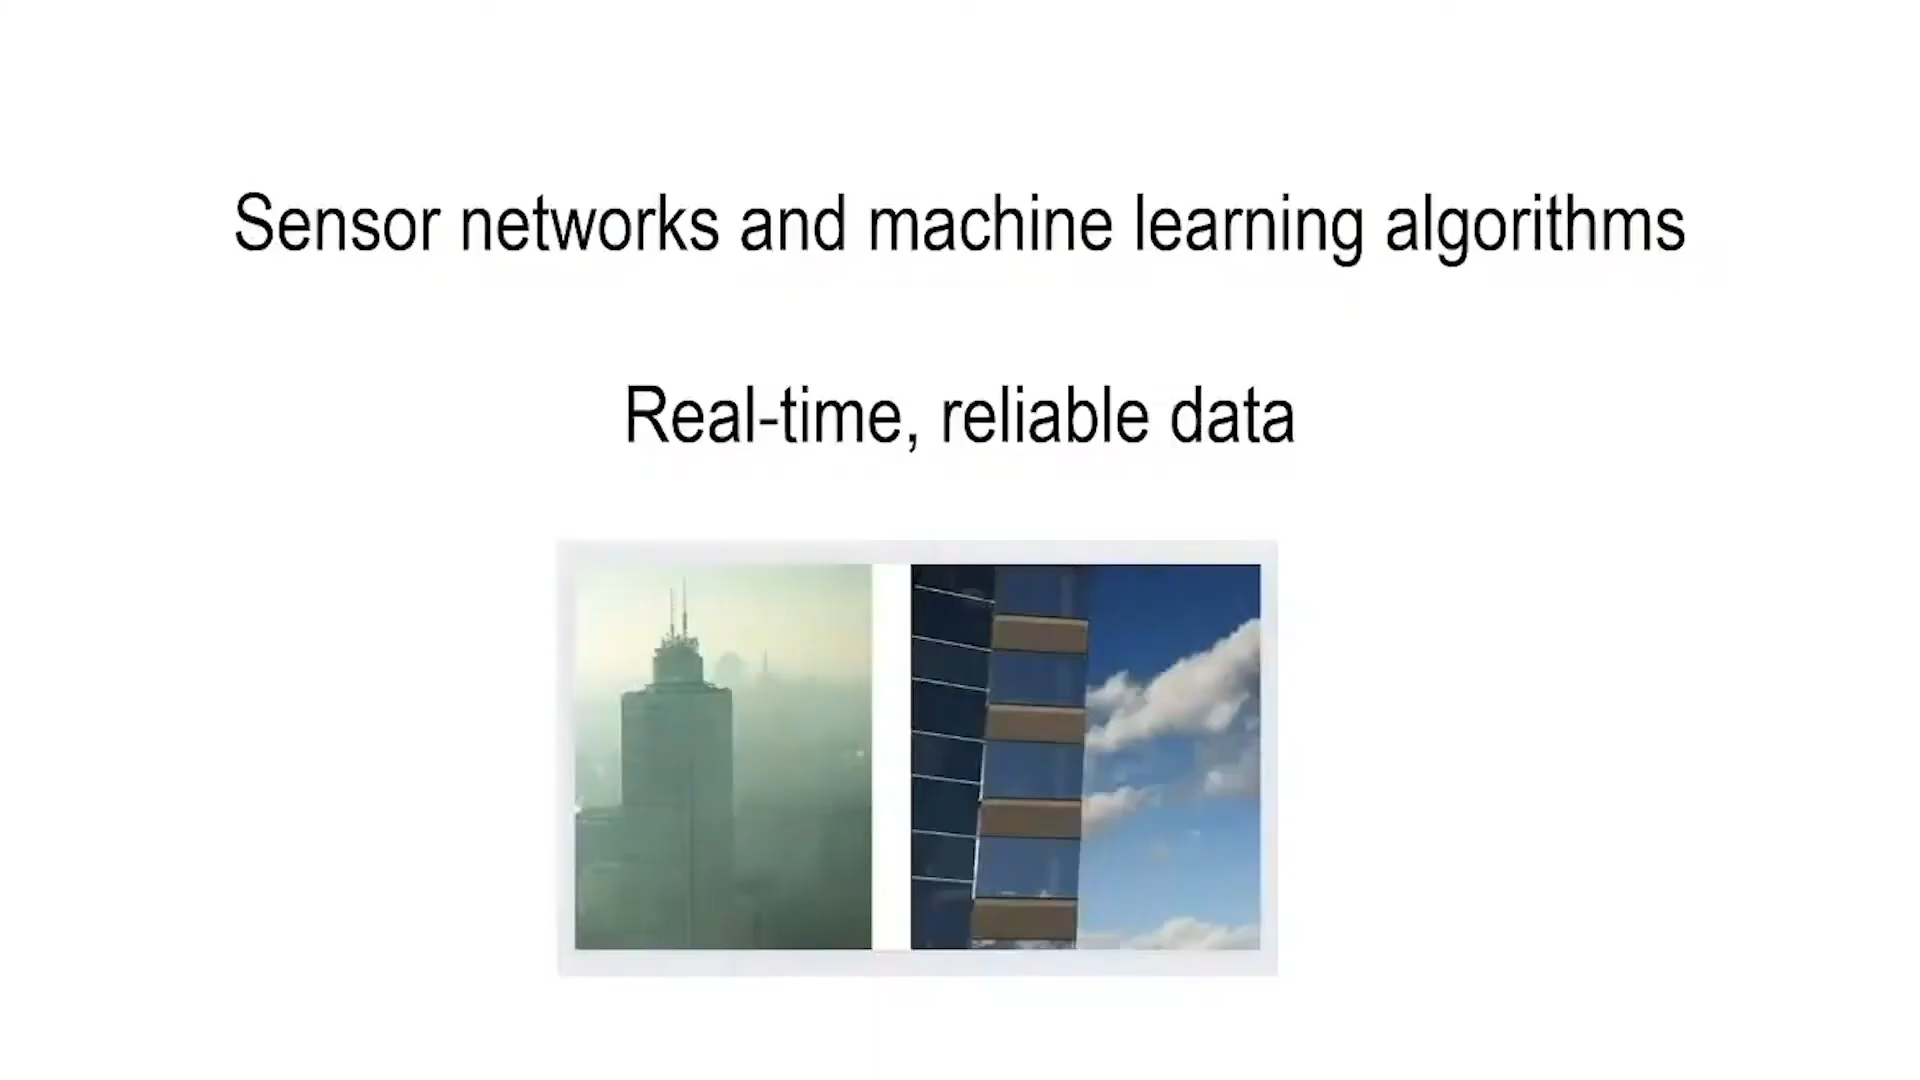 Sensor networks and machine learning algorithms
Real-time, reliable data